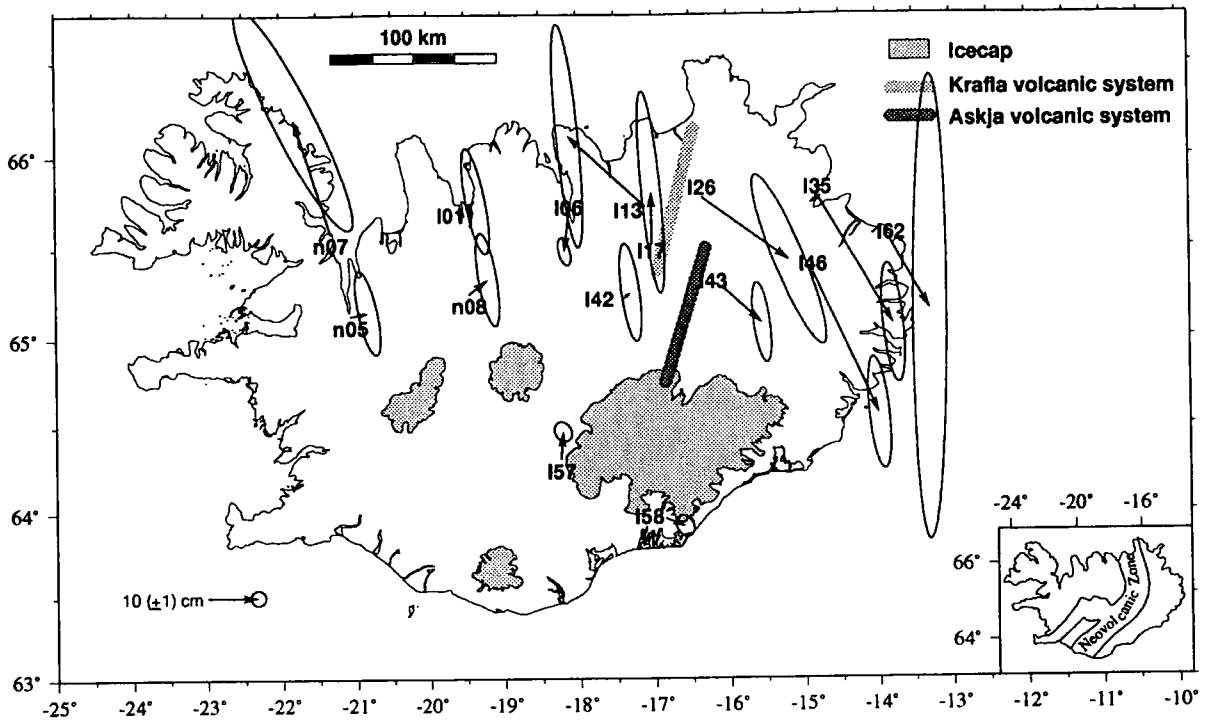 100 km
Icecap
Krafla volcanic system
Askja volcanic system
66°
65°
64°
63°
n07
n05
l01
n08
l06
l13
l17
l42
l26
l43
l35
l46
l62
l57
l58
10 (±1) cm
-24° -20° -16°
66°
64°
Neovolcanic Zone
-25° -24° -23° -22° -21° -20° -19° -18° -17° -16° -15° -14° -13° -12° -11° -10°